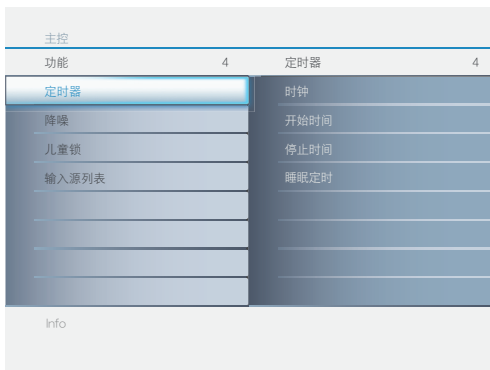 主控
功能 4
定时器 4
定时器
降噪
儿童锁
输入源列表
时钟
开始时间
停止时间
睡眠定时
Info